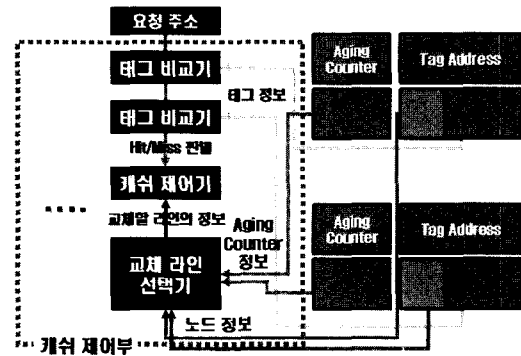 요청 주소
태그 비교기
태그 정보
태그 비교기
Hit/Miss 판별
캐쉬 제어기
교체할 라인의 정보
교체 라인
선택기
Aging
Counter
정보
노드 정보
캐쉬 제어부
Aging
Counter
Tag Address
Aging
Counter
Tag Address